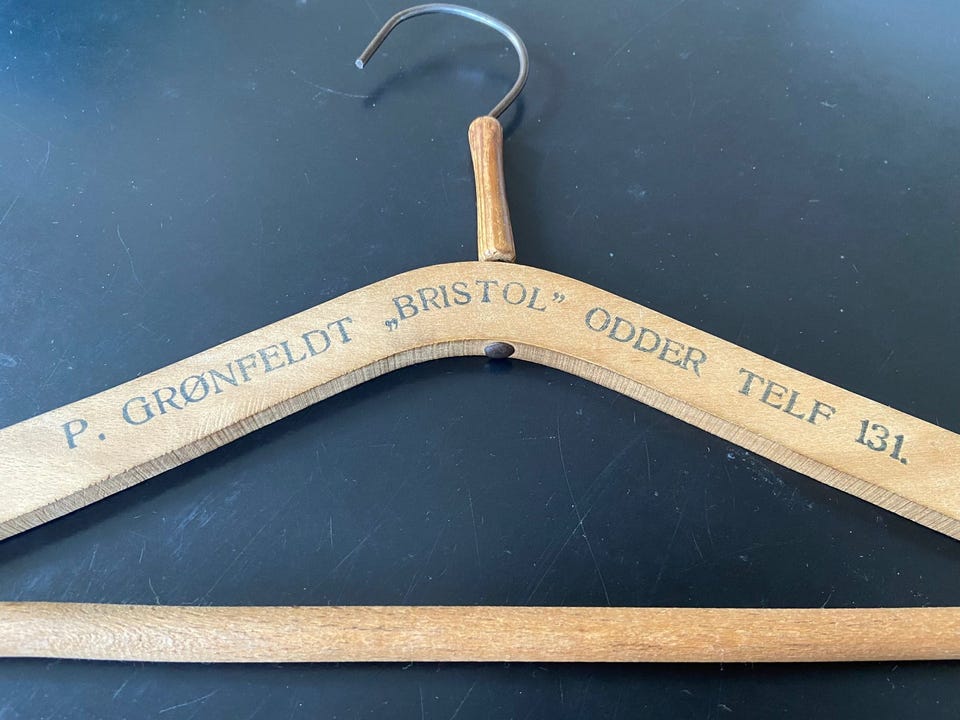 P. GRØNFELDT „BRISTOL” ODDER TELF 131.